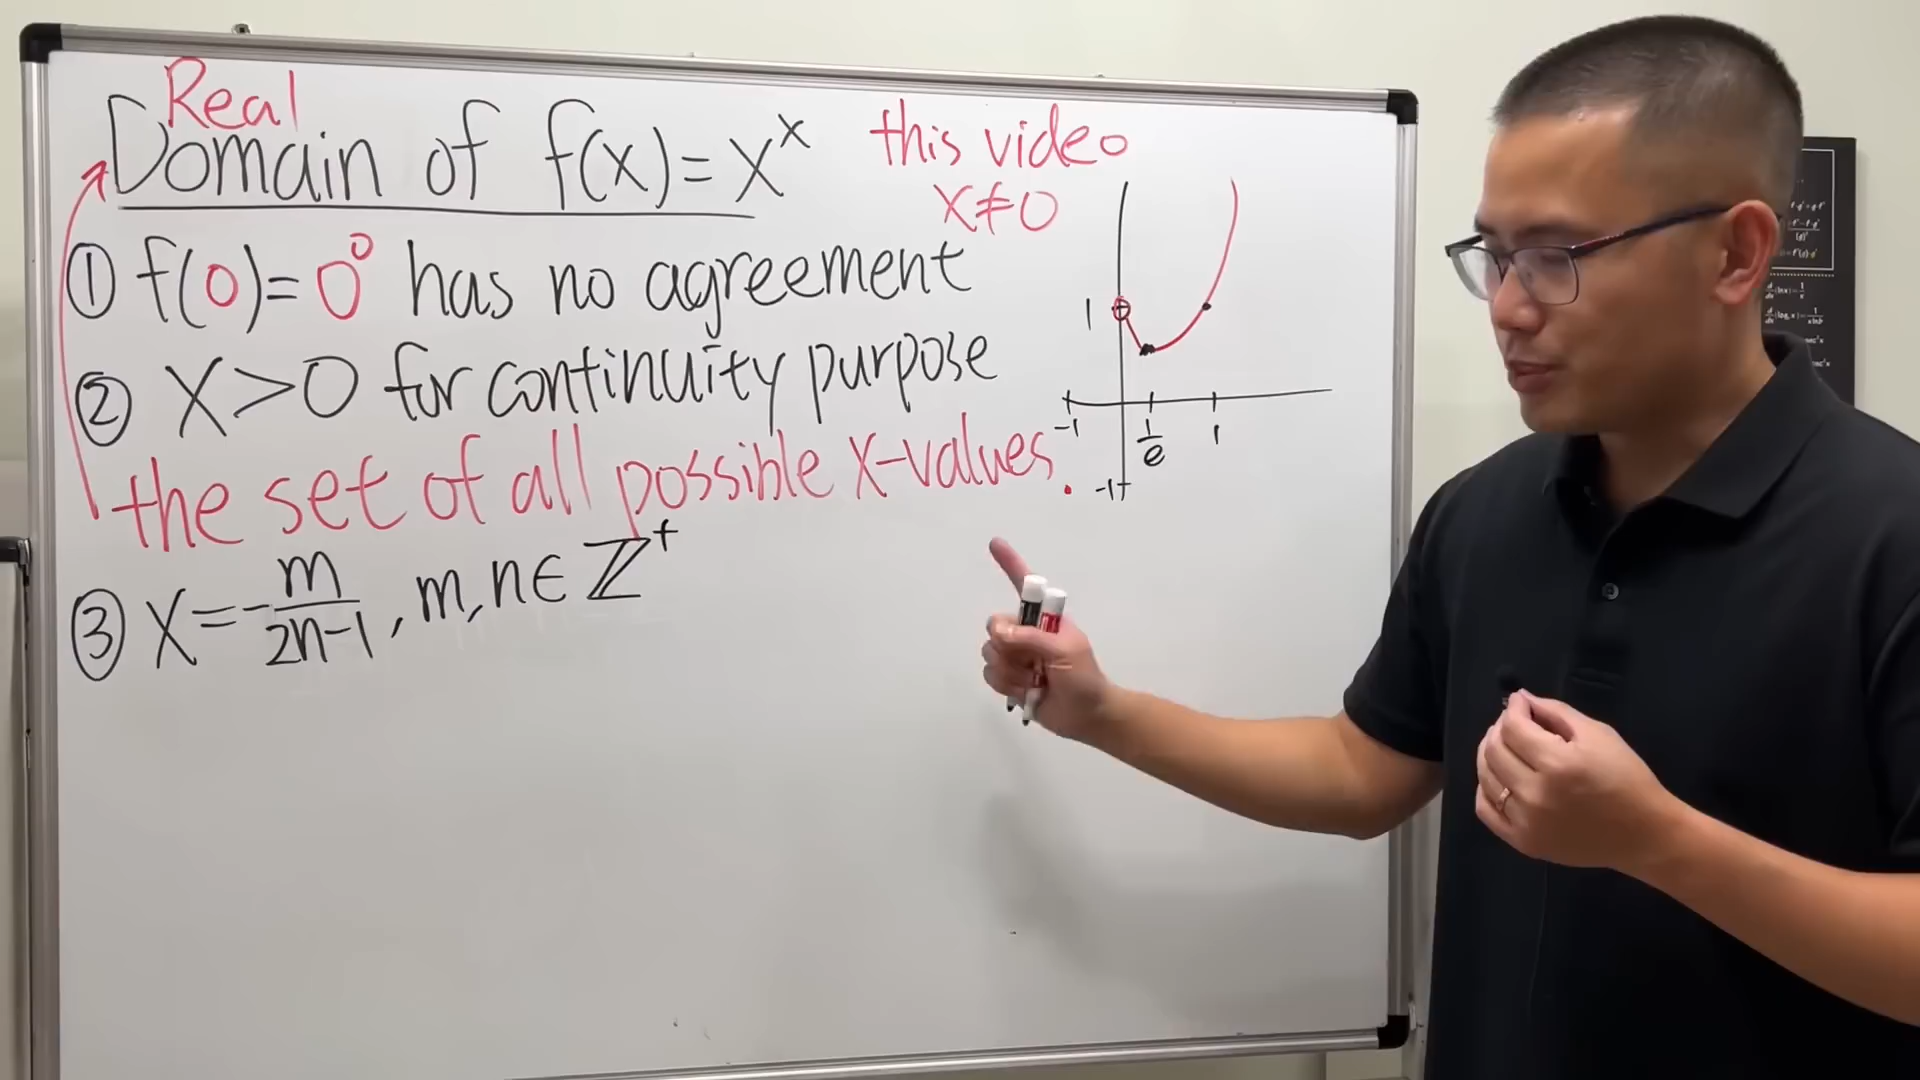 Real
Domain of f(x)=x^x
this video
x≠0
① f(0)=0^0 has no agreement
② x>0 for continuity purpose
the set of all possible x-values.
③ x=-m/(2n-1), m,n∈ℤ^+
1
-1
1/e
1
-1